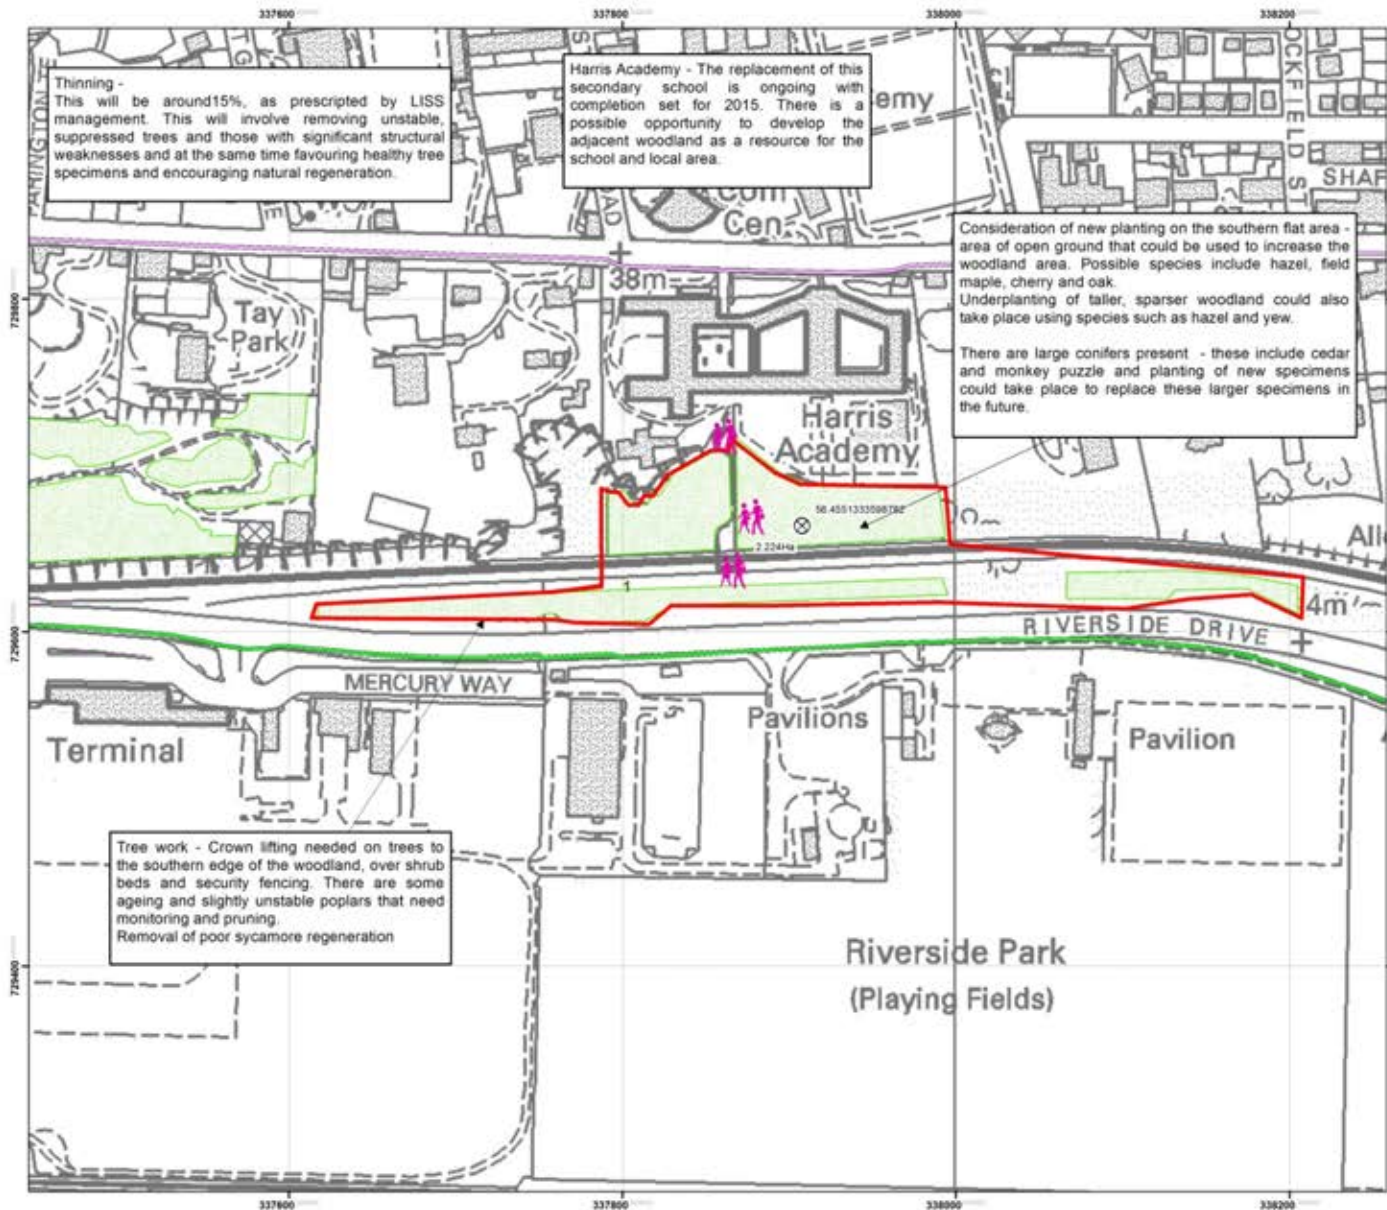 337600
337800
338000
338200
Thinning -
This will be around15%, as prescripted by LISS
management. This will involve removing unstable,
suppressed trees and those with significant structural
weaknesses and at the same time favouring healthy tree
specimens and encouraging natural regeneration.
Harris Academy - The replacement of this
secondary school is ongoing with
completion set for 2015. There is a
possible opportunity to develop the
adjacent woodland as a resource for the
school and local area.
emy
Com
Cen
SHAF
Consideration of new planting on the southern flat area -
area of open ground that could be used to increase the
woodland area. Possible species include hazel, field
maple, cherry and oak.
Underplanting of taller, sparser woodland could also
take place using species such as hazel and yew.
There are large conifers present - these include cedar
and monkey puzzle and planting of new specimens
could take place to replace these larger specimens in
the future.
38m
729800
Tay
Park
Harris
Academy
2.224Ha
1
4m
729600
RIVERSIDE DRIVE
MERCURY WAY
Terminal
Pavilions
Pavilion
Tree work - Crown lifting needed on trees to
the southern edge of the woodland, over shrub
beds and security fencing. There are some
ageing and slightly unstable poplars that need
monitoring and pruning.
Removal of poor sycamore regeneration
729400
Riverside Park
(Playing Fields)
337600
337800
338000
338200